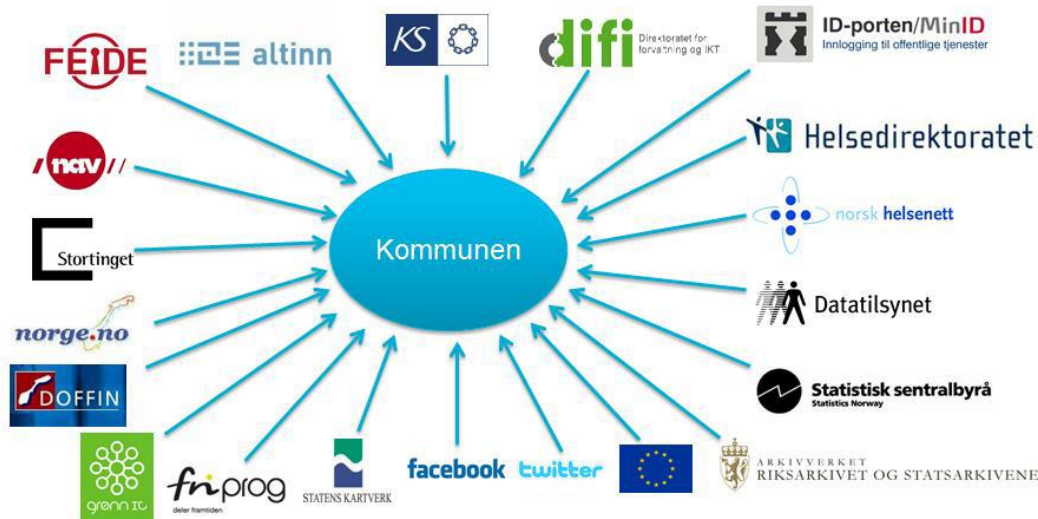 FEIDE
altinn
KS
difi
Direktoratet for
forvaltning og IKT
ID-porten/MinID
Innlogging til offentlige tjenester
nav
Helsedirektoratet
norsk helsenett
Stortinget
Kommunen
norge.no
Datatilsynet
DOFFIN
Statistisk sentralbyrå
Statistics Norway
grønn IT
friprog
deler framtiden
STATENS KARTVERK
facebook
twitter
ARKIVVERKET
RIKSARKIVET OG STATSARKIVENE